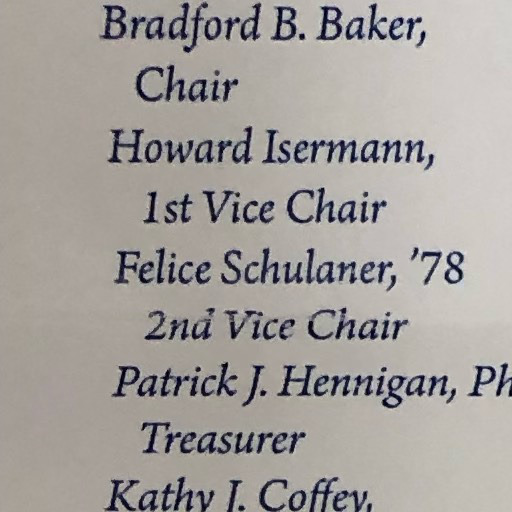 Bradford B. Baker,
Chair
Howard Isermann,
1st Vice Chair
Felice Schulaner, '78
2nd Vice Chair
Patrick J. Hennigan, Ph
Treasurer
Kathy J. Coffey,